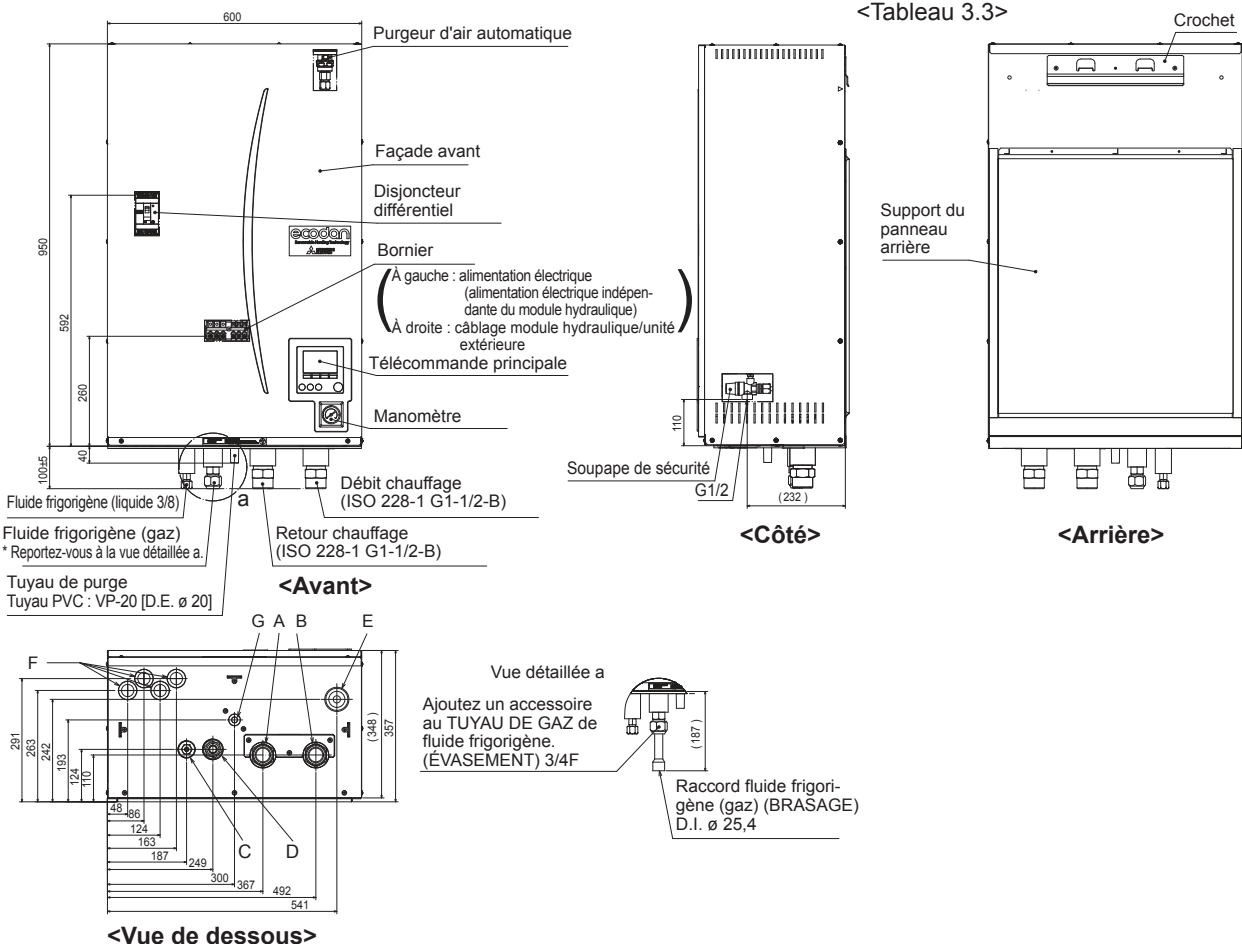 <Tableau 3.3>
600
Purgeur d'air automatique
Crochet
Façade avant
Disjoncteur
différentiel
ecodan
Renewable Heating Technology
Support du
panneau
arrière
950
592
260
40
100±5
Bornier
À gauche : alimentation électrique
(alimentation électrique indépen-
dante du module hydraulique)
À droite : câblage module hydraulique/unité
extérieure
Télécommande principale
Manomètre
110
Soupape de sécurité
G1/2
(232)
a
Débit chauffage
(ISO 228-1 G1-1/2-B)
Fluide frigorigène (liquide 3/8)
Fluide frigorigène (gaz)
* Reportez-vous à la vue détaillée a.
Retour chauffage
(ISO 228-1 G1-1/2-B)
Tuyau de purge
Tuyau PVC : VP-20 [D.E. ø 20]
<Avant>
<Côté>
<Arrière>
G A B E
F
291
263
242
193
124
110
(348)
357
48
86
124
163
187
249
300
367
492
541
C D
<Vue de dessous>
Vue détaillée a
Ajoutez un accessoire
au TUYAU DE GAZ de
fluide frigorigène.
(ÉVASEMENT) 3/4F
(187)
Raccord fluide frigori-
gène (gaz) (BRASAGE)
D.I. ø 25,4